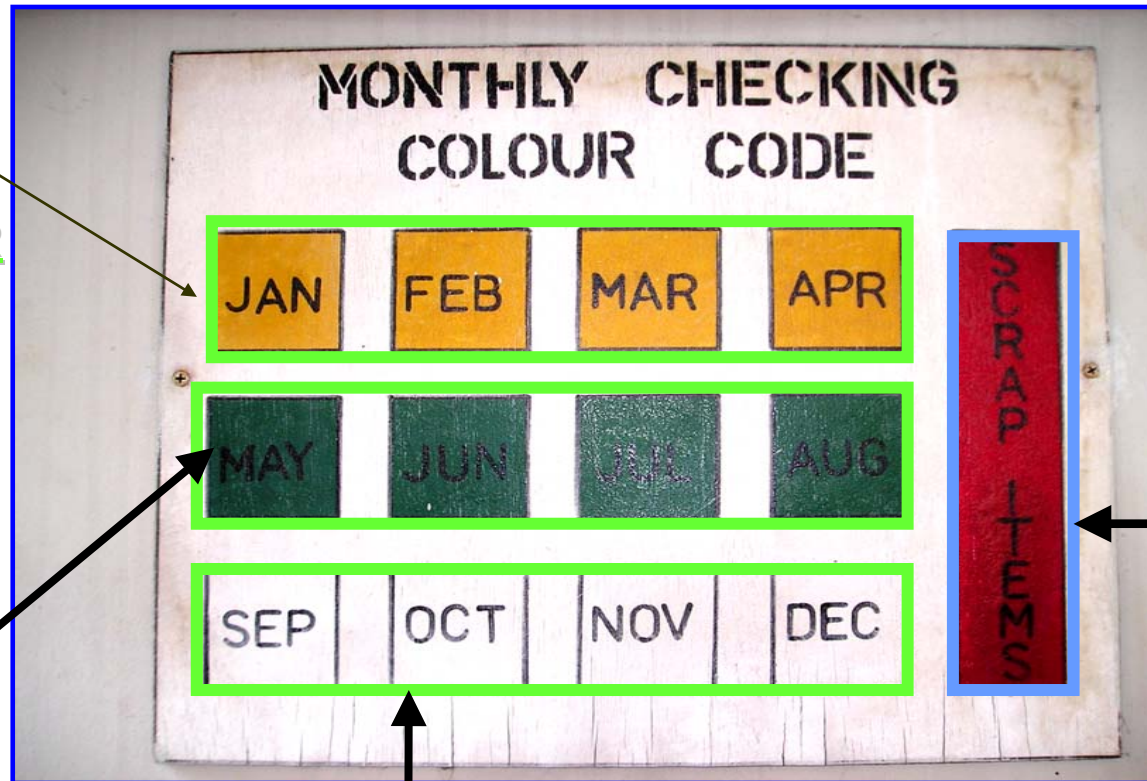 MONTHLY CHECKING
COLOUR CODE
JAN FEB MAR APR
MAY JUN JUL AUG
SEP OCT NOV DEC
SCRAP ITEMS